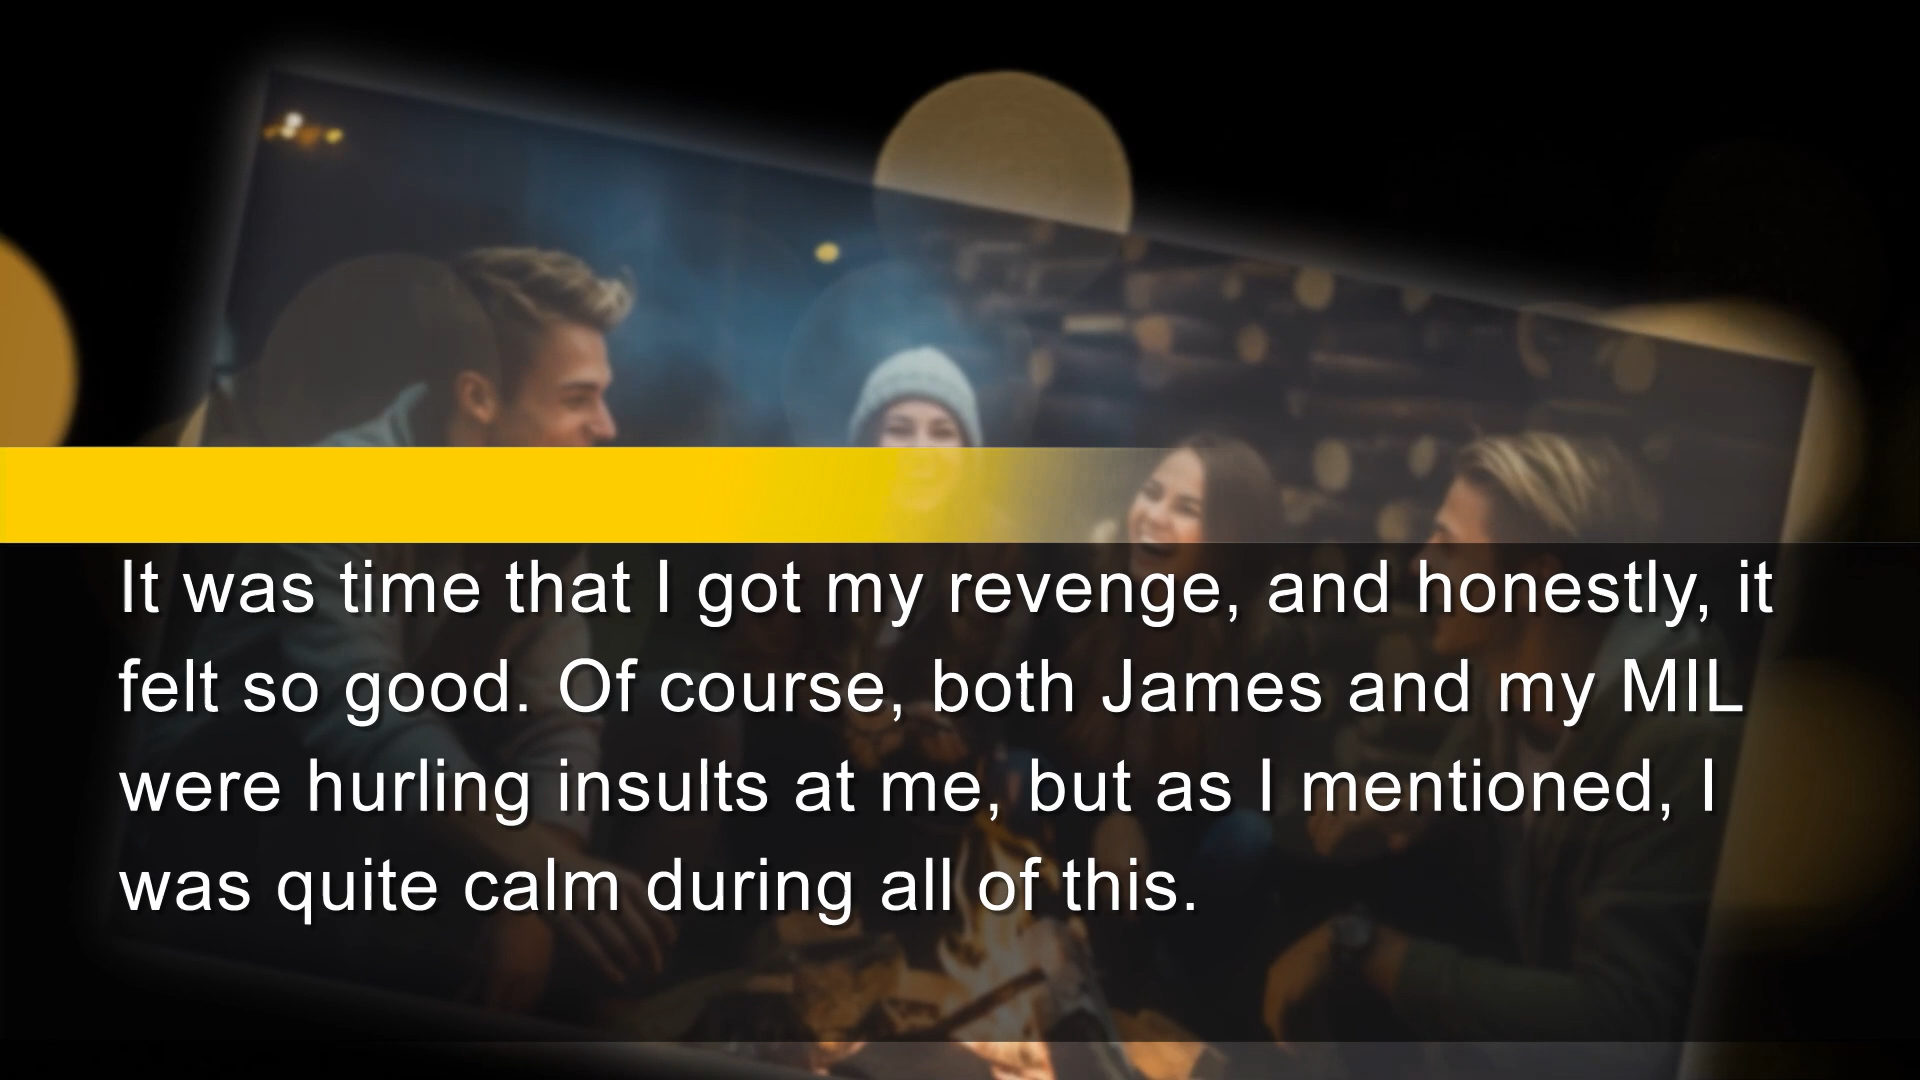 It was time that I got my revenge, and honestly, it
felt so good. Of course, both James and my MIL
were hurling insults at me, but as I mentioned, I
was quite calm during all of this.